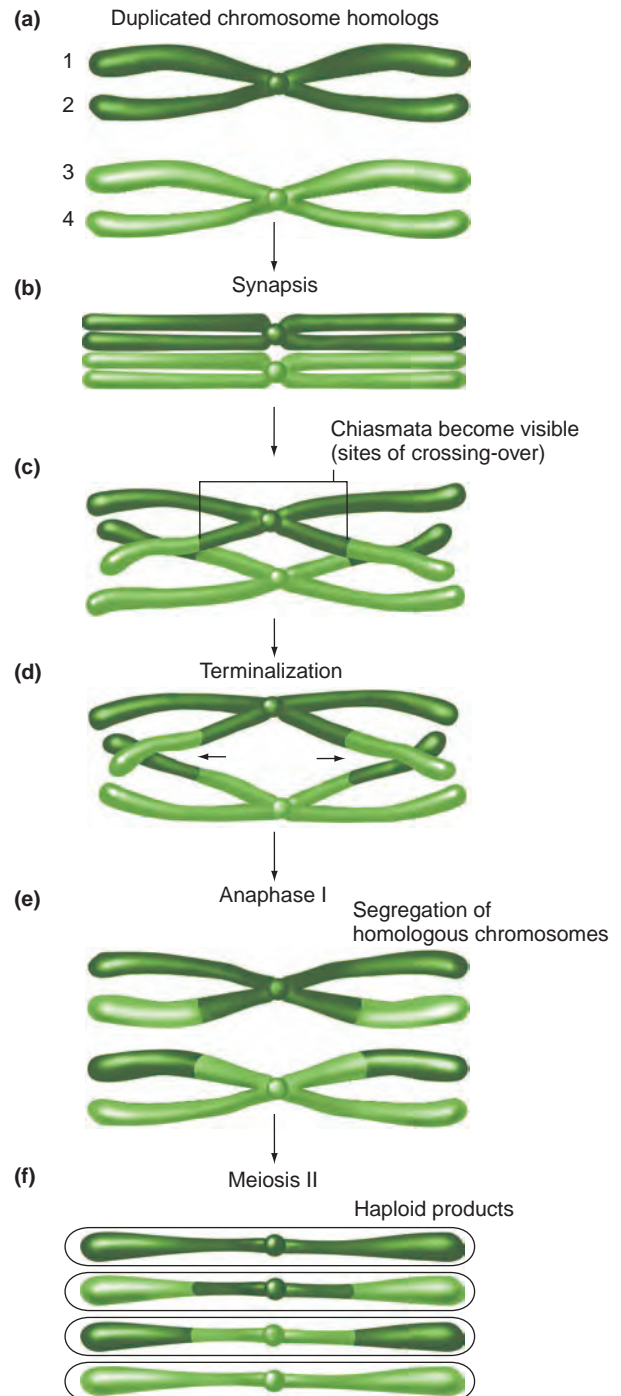 (a)
Duplicated chromosome homologs
1
2
3
4
(b)
Synapsis
Chiasmata become visible
(sites of crossing-over)
(c)
Terminalization
(d)
Anaphase I
(e)
Segregation of
homologous chromosomes
Meiosis II
(f)
Haploid products